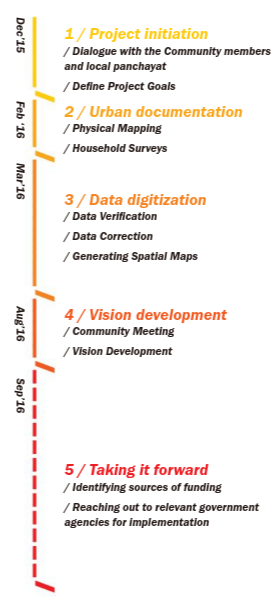 Dec'15
1 / Project initiation
/ Dialogue with the Community members
and local panchayat
/ Define Project Goals
Feb '16
2 / Urban documentation
/ Physical Mapping
/ Household Surveys
Mar'16
3 / Data digitization
/ Data Verification
/ Data Correction
/ Generating Spatial Maps
Aug'16
4 / Vision development
/ Community Meeting
/ Vision Development
Sep'16
5 / Taking it forward
/ Identifying sources of funding
/ Reaching out to relevant government
agencies for implementation